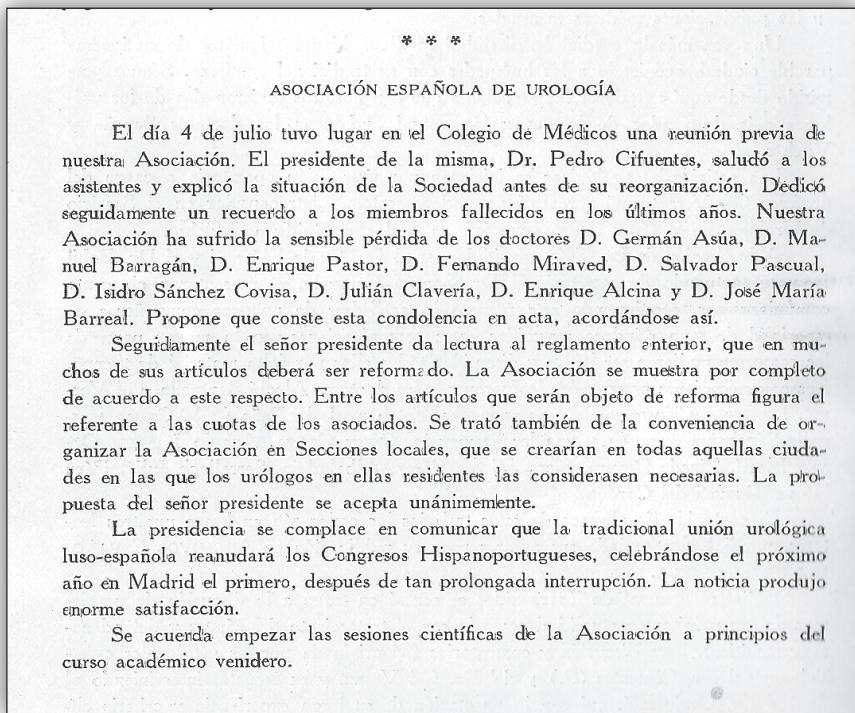 * * *
ASOCIACIÓN ESPAÑOLA DE UROLOGÍA
El día 4 de julio tuvo lugar en el Colegio de Médicos una reunión previa de
nuestra Asociación. El presidente de la misma, Dr. Pedro Cifuentes, saludó a los
asistentes y explicó la situación de la Sociedad antes de su reorganización. Dedicó
seguidamente un recuerdo a los miembros fallecidos en los últimos años. Nuestra
Asociación ha sufrido la sensible pérdida de los doctores D. Germán Asúa, D. Ma-
nuel Barragán, D. Enrique Pastor, D. Fernando Miraved, D. Salvador Pascual,
D. Isidro Sánchez Covisa, D. Julián Clavería, D. Enrique Alcina y D. José María
Barreal. Propone que conste esta condolencia en acta, acordándose así.
Seguidamente el señor presidente da lectura al reglamento anterior, que en mu-
chos de sus artículos deberá ser reformado. La Asociación se muestra por completo
de acuerdo a este respecto. Entre los artículos que serán objeto de reforma figura el
referente a las cuotas de los asociados. Se trató también de la conveniencia de or-
ganizar la Asociación en Secciones locales, que se crearían en todas aquellas ciuda-
des en las que los urólogos en ellas residentes las considerasen necesarias. La pro-
puesta del señor presidente se acepta unánimemente.
La presidencia se complace en comunicar que la tradicional unión urológica
luso-española reanudará los Congresos Hispanoportugueses, celebrándose el próximo
año en Madrid el primero, después de tan prolongada interrupción. La noticia produjo
enorme satisfacción.
Se acuerda empezar las sesiones científicas de la Asociación a principios del
curso académico venidero.